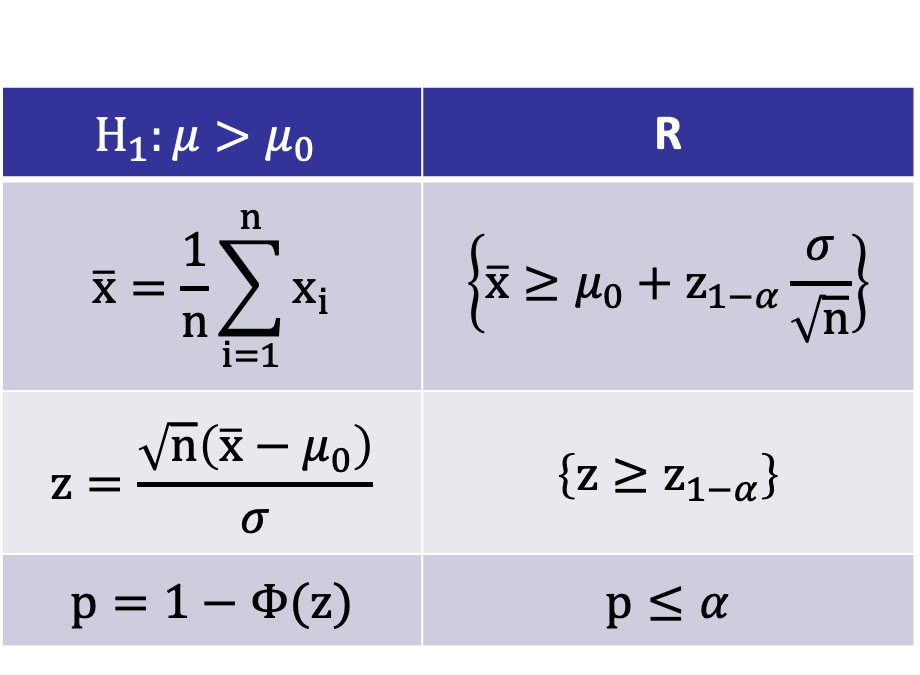 H₁: μ > μ₀
R
x̄ = 1/n ∑ᵢ₌₁ⁿ xᵢ
{x̄ ≥ μ₀ + z₁₋α σ/√n}
z = √n(x̄ − μ₀)/σ
{z ≥ z₁₋α}
p = 1 − Φ(z)
p ≤ α